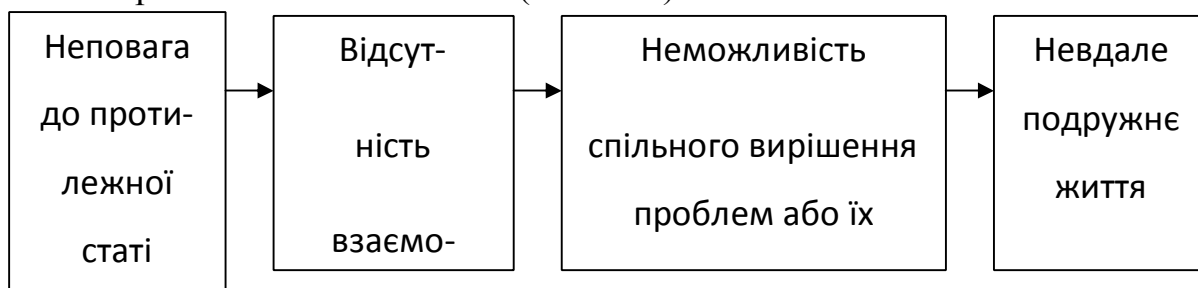 Неповага
до проти-
лежної
статі
Відсут-
ність
взаємо-
Неможливість
спільного вирішення
проблем або їх
Невдале
подружнє
життя